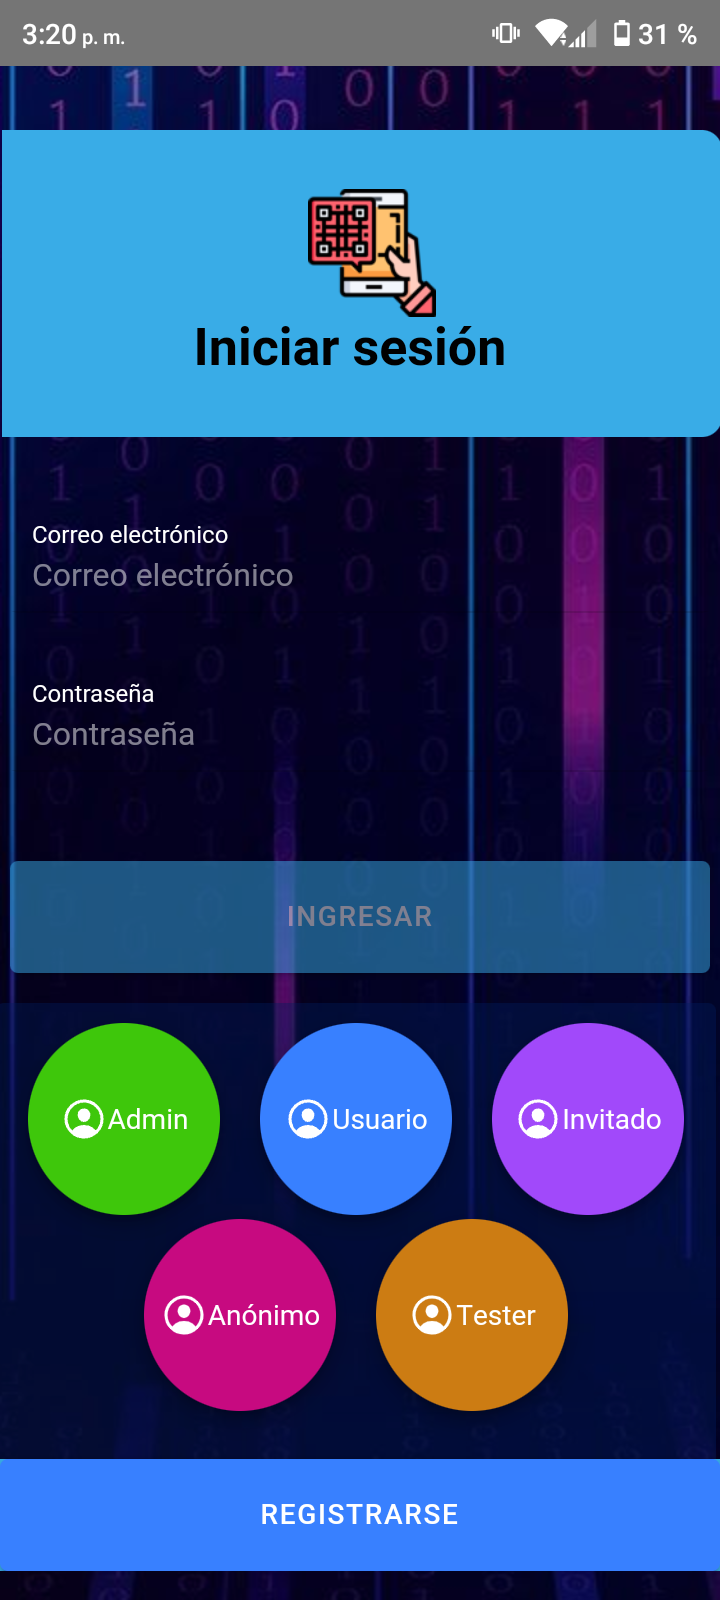 3:20 p. m. 31 %
Iniciar sesión
Correo electrónico
Correo electrónico
Contraseña
Contraseña
INGRESAR
Admin Usuario Invitado
Anónimo Tester
REGISTRARSE